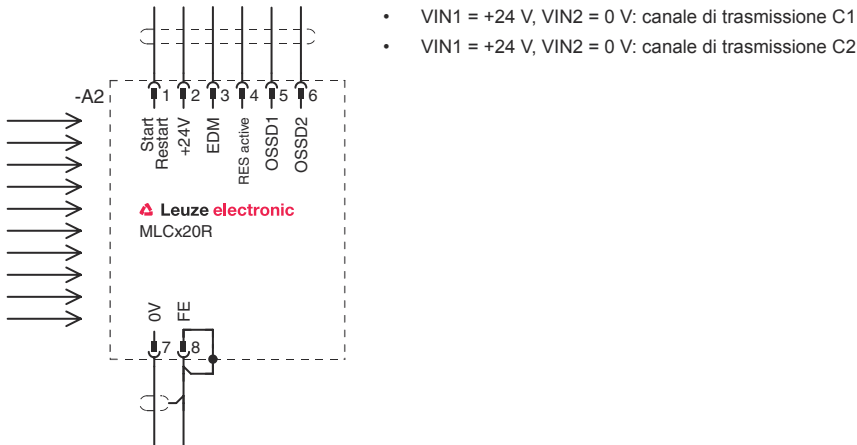 • VIN1 = +24 V, VIN2 = 0 V: canale di trasmissione C1
• VIN1 = +24 V, VIN2 = 0 V: canale di trasmissione C2
-A2
1 2 3 4 5 6
Start
Restart
+24V
EDM
RES active
OSSD1
OSSD2
Leuze electronic
MLCx20R
0V
FE
7 8